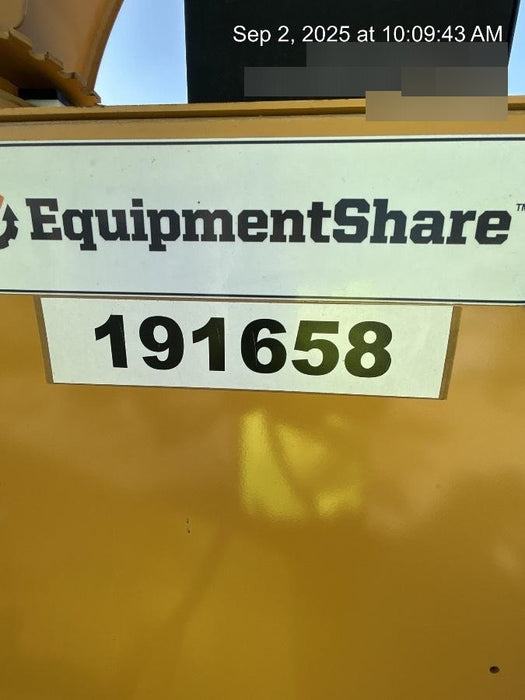 Sep 2, 2025 at 10:09:43 AM
EquipmentShare™
191658